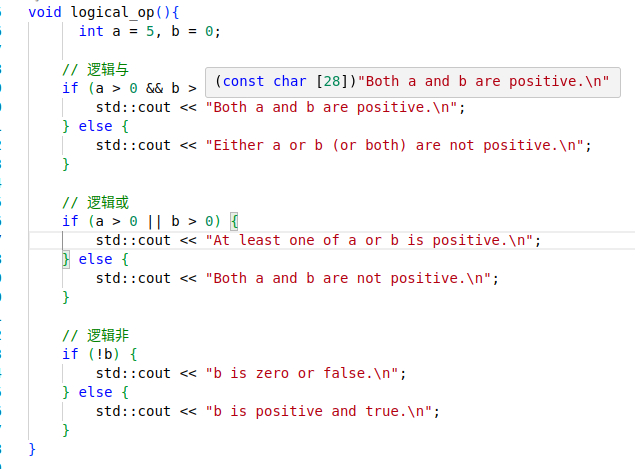 void logical_op(){
int a = 5, b = 0;
// 逻辑与
if (a > 0 && b >
(const char [28])"Both a and b are positive.\n"
std::cout << "Both a and b are positive.\n";
} else {
std::cout << "Either a or b (or both) are not positive.\n";
}
// 逻辑或
if (a > 0 || b > 0) {
std::cout << "At least one of a or b is positive.\n";
} else {
std::cout << "Both a and b are not positive.\n";
}
// 逻辑非
if (!b) {
std::cout << "b is zero or false.\n";
} else {
std::cout << "b is positive and true.\n";
}
}